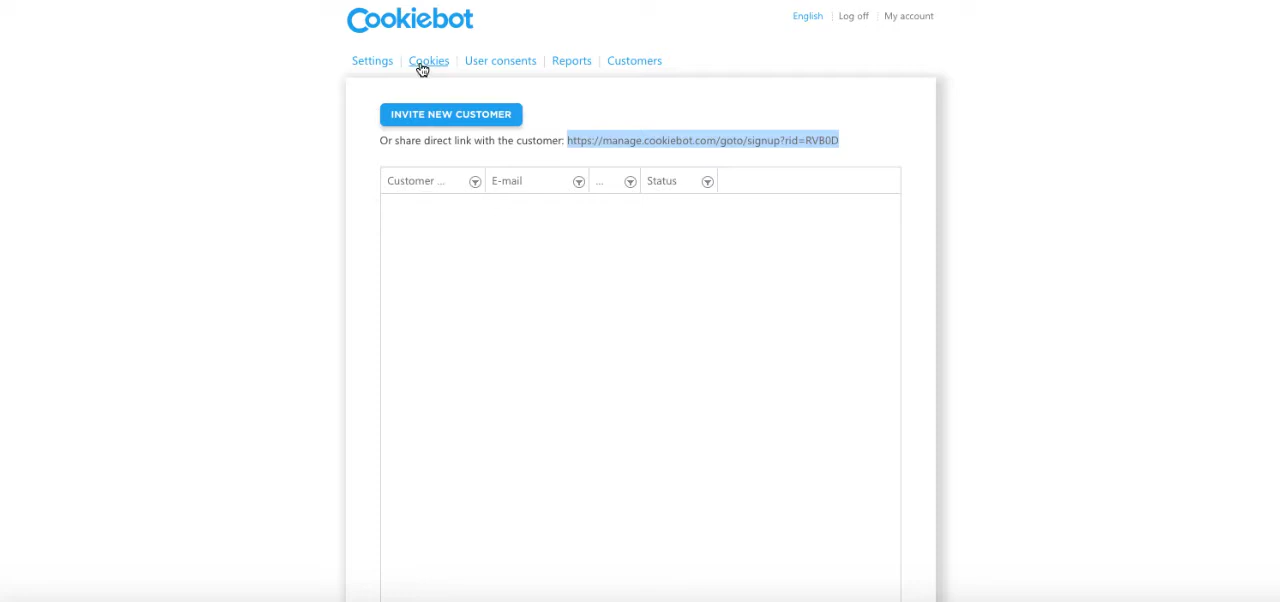 Cookiebot
English | Log off | My account
Settings | Cookies | User consents | Reports | Customers
INVITE NEW CUSTOMER
Or share direct link with the customer: https://manage.cookiebot.com/goto/signup?rid=RVB0D
Customer ... E-mail ... Status